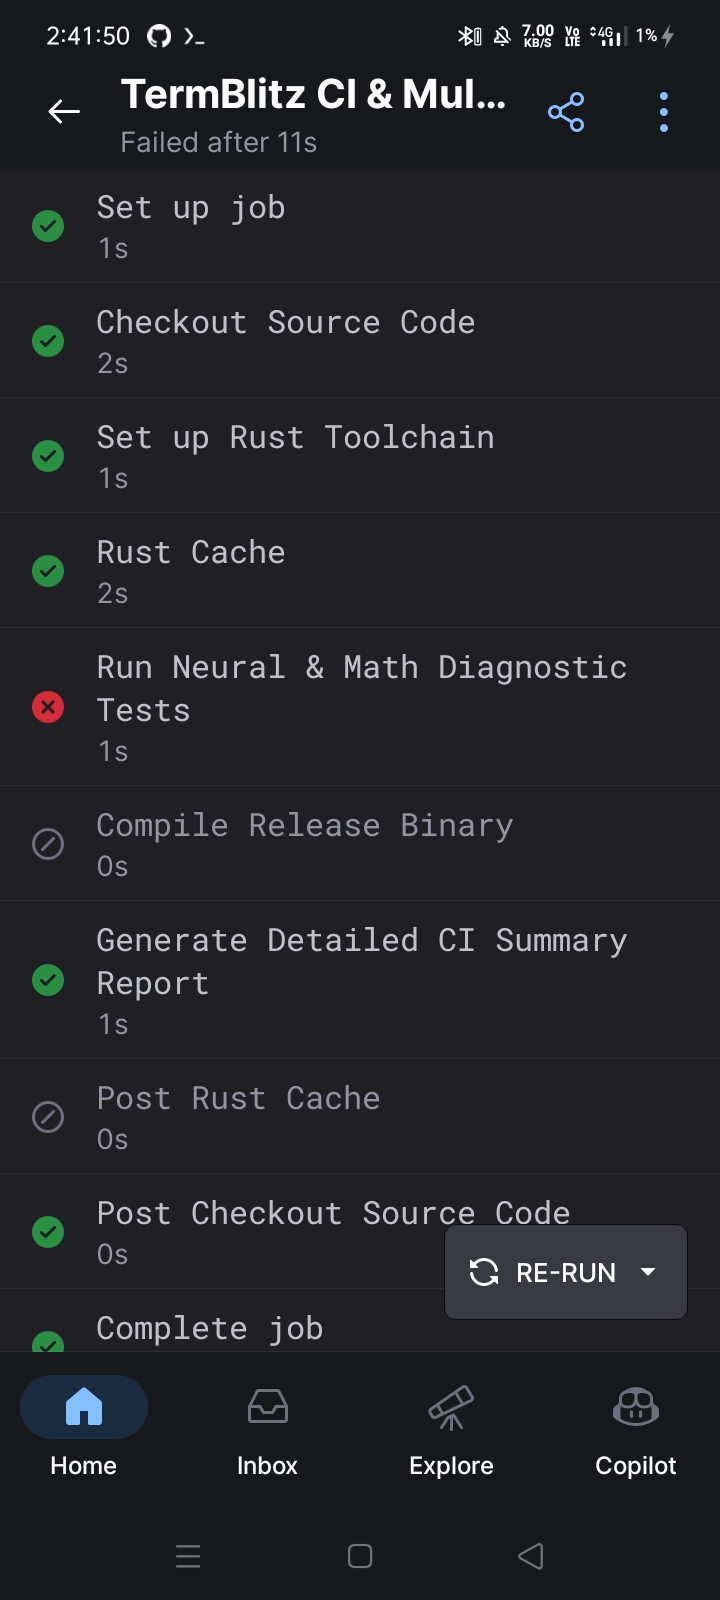 2:41:50 7.00 KB/S Vo LTE 4G 1%
TermBlitz CI & Mul...
Failed after 11s
Set up job
1s
Checkout Source Code
2s
Set up Rust Toolchain
1s
Rust Cache
2s
Run Neural & Math Diagnostic
Tests
1s
Compile Release Binary
0s
Generate Detailed CI Summary
Report
1s
Post Rust Cache
0s
Post Checkout Source Code
0s
RE-RUN
Complete job
Home Inbox Explore Copilot